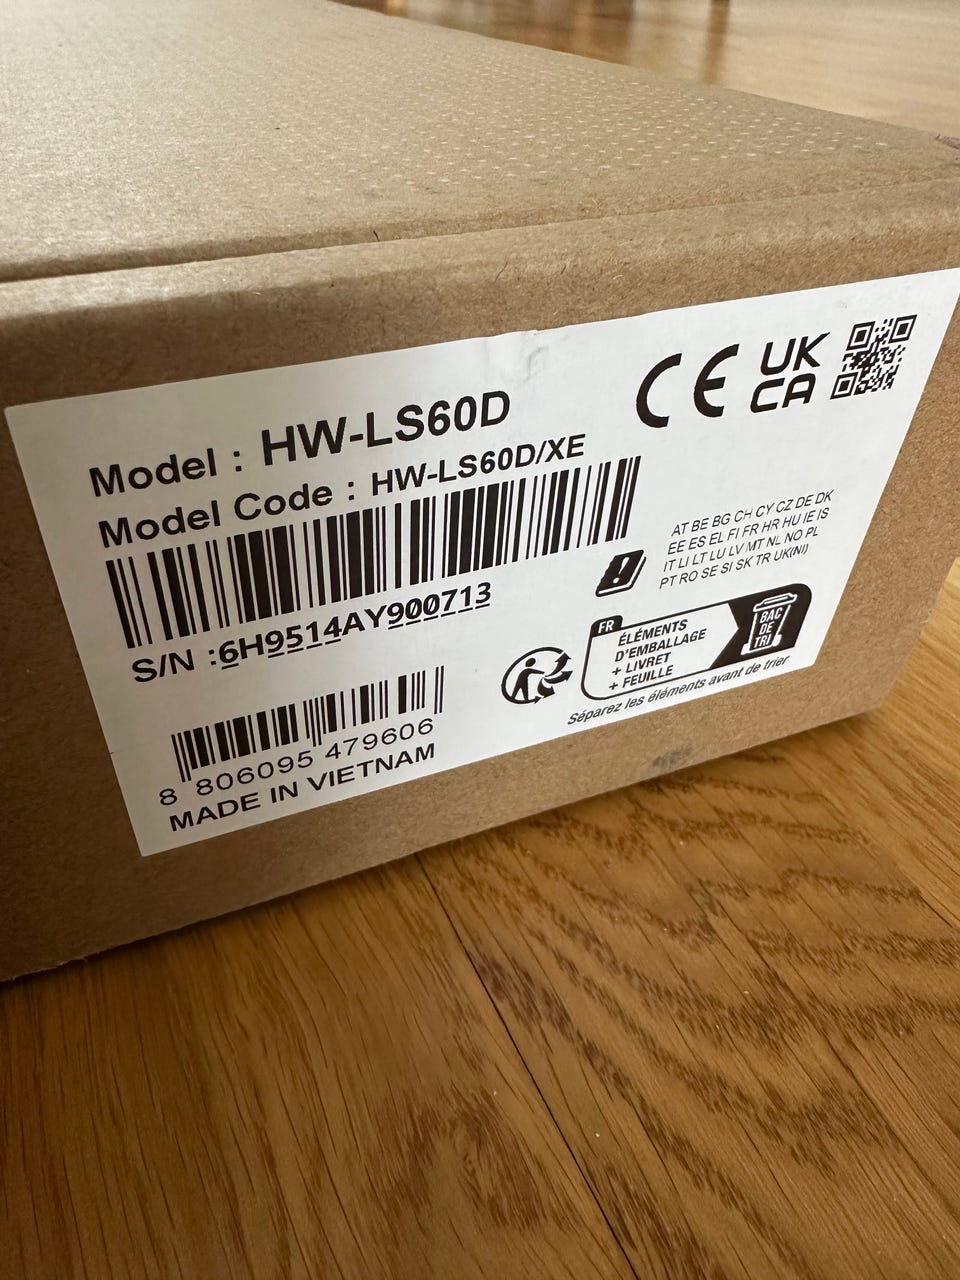 Model : HW-LS60D
Model Code : HW-LS60D/XE
S/N :6H9514AY900713
8 806095 479606
MADE IN VIETNAM
CE UK
CA
AT BE BG CH CY CZ DE DK
EE ES EL FI FR HR HU IE IS
IT LI LT LU LV MT NL NO PL
PT RO SE SI SK TR UK(NI)
FR
ÉLÉMENTS
D'EMBALLAGE
+ LIVRET
+ FEUILLE
BAC
DE
TRI
Séparez les éléments avant de trier